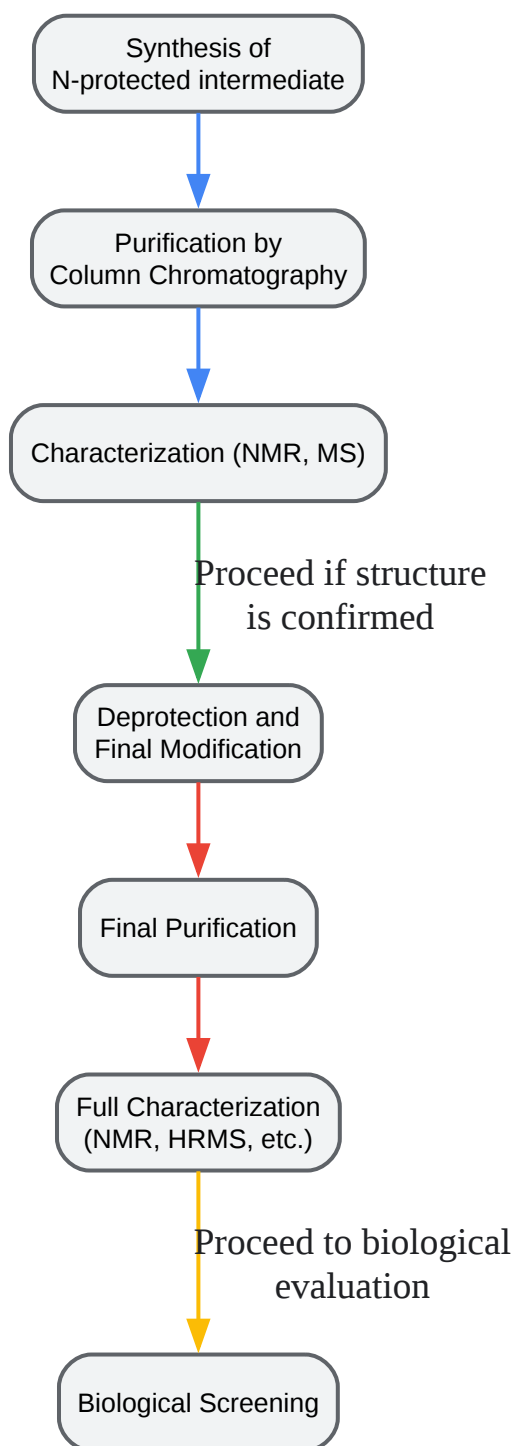 Synthesis of
N-protected intermediate
Purification by
Column Chromatography
Characterization (NMR, MS)
Proceed if structure
is confirmed
Deprotection and
Final Modification
Final Purification
Full Characterization
(NMR, HRMS, etc.)
Proceed to biological
evaluation
Biological Screening